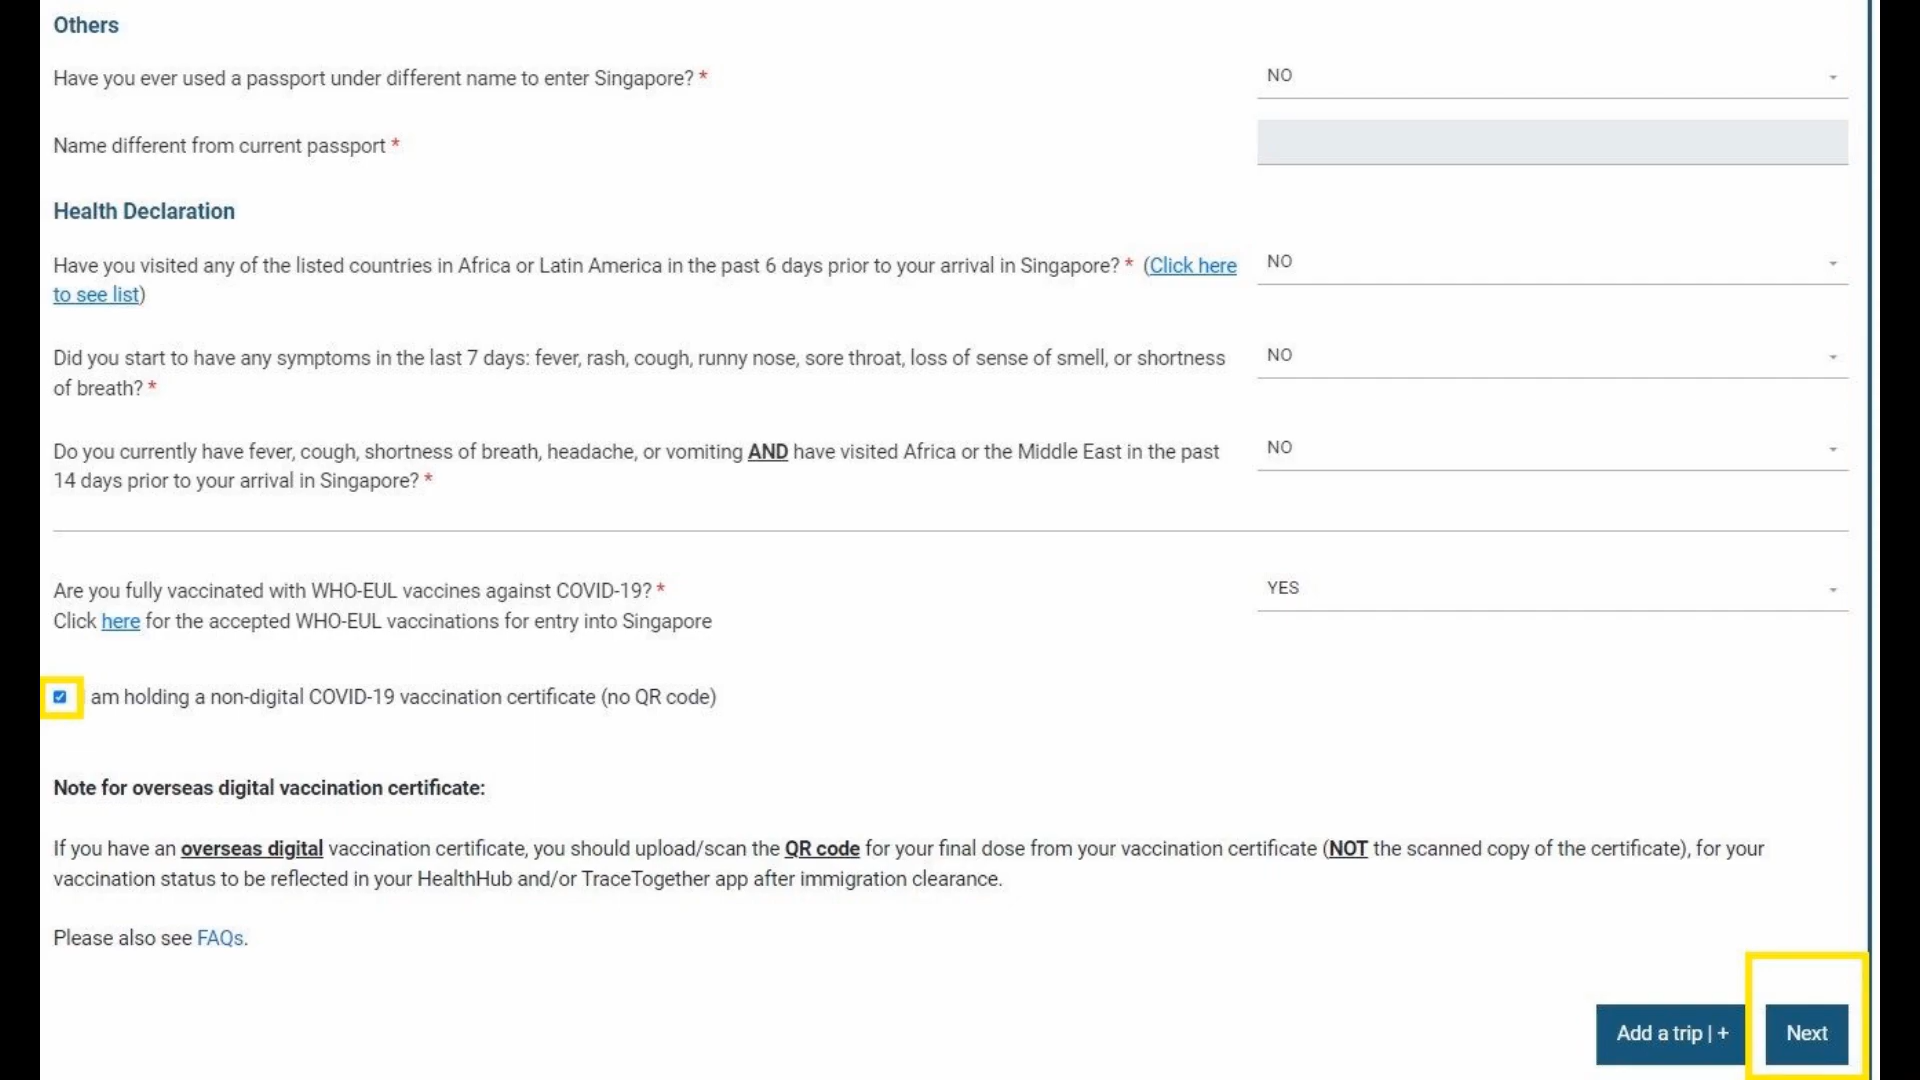 Others
Have you ever used a passport under different name to enter Singapore? *
NO
Name different from current passport *
Health Declaration
Have you visited any of the listed countries in Africa or Latin America in the past 6 days prior to your arrival in Singapore? * (Click here
to see list)
NO
Did you start to have any symptoms in the last 7 days: fever, rash, cough, runny nose, sore throat, loss of sense of smell, or shortness
of breath? *
NO
Do you currently have fever, cough, shortness of breath, headache, or vomiting AND have visited Africa or the Middle East in the past
14 days prior to your arrival in Singapore? *
NO
Are you fully vaccinated with WHO-EUL vaccines against COVID-19? *
YES
Click here for the accepted WHO-EUL vaccinations for entry into Singapore
am holding a non-digital COVID-19 vaccination certificate (no QR code)
Note for overseas digital vaccination certificate:
If you have an overseas digital vaccination certificate, you should upload/scan the QR code for your final dose from your vaccination certificate (NOT the scanned copy of the certificate), for your
vaccination status to be reflected in your HealthHub and/or TraceTogether app after immigration clearance.
Please also see FAQs.
Add a trip | +
Next